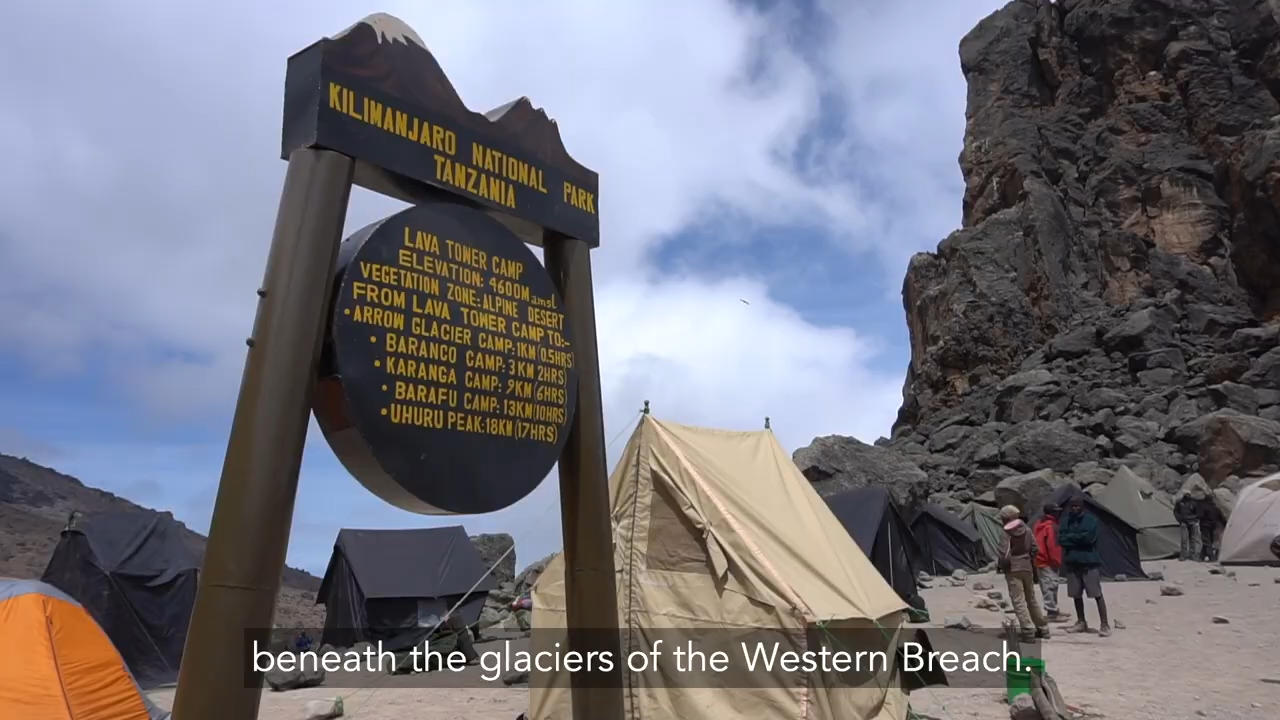 KILIMANJARO NATIONAL PARK
TANZANIA
LAVA TOWER CAMP
ELEVATION: 4600M amsl
VEGETATION ZONE: ALPINE DESERT
FROM LAVA TOWER CAMP TO:-
• ARROW GLACIER CAMP: 1KM (0.5HRS)
• BARANCO CAMP: 3KM 2HRS)
• KARANGA CAMP: 9KM (6HRS)
• BARAFU CAMP: 13KM (10HRS)
• UHURU PEAK: 18KM (17HRS)
beneath the glaciers of the Western Breach.